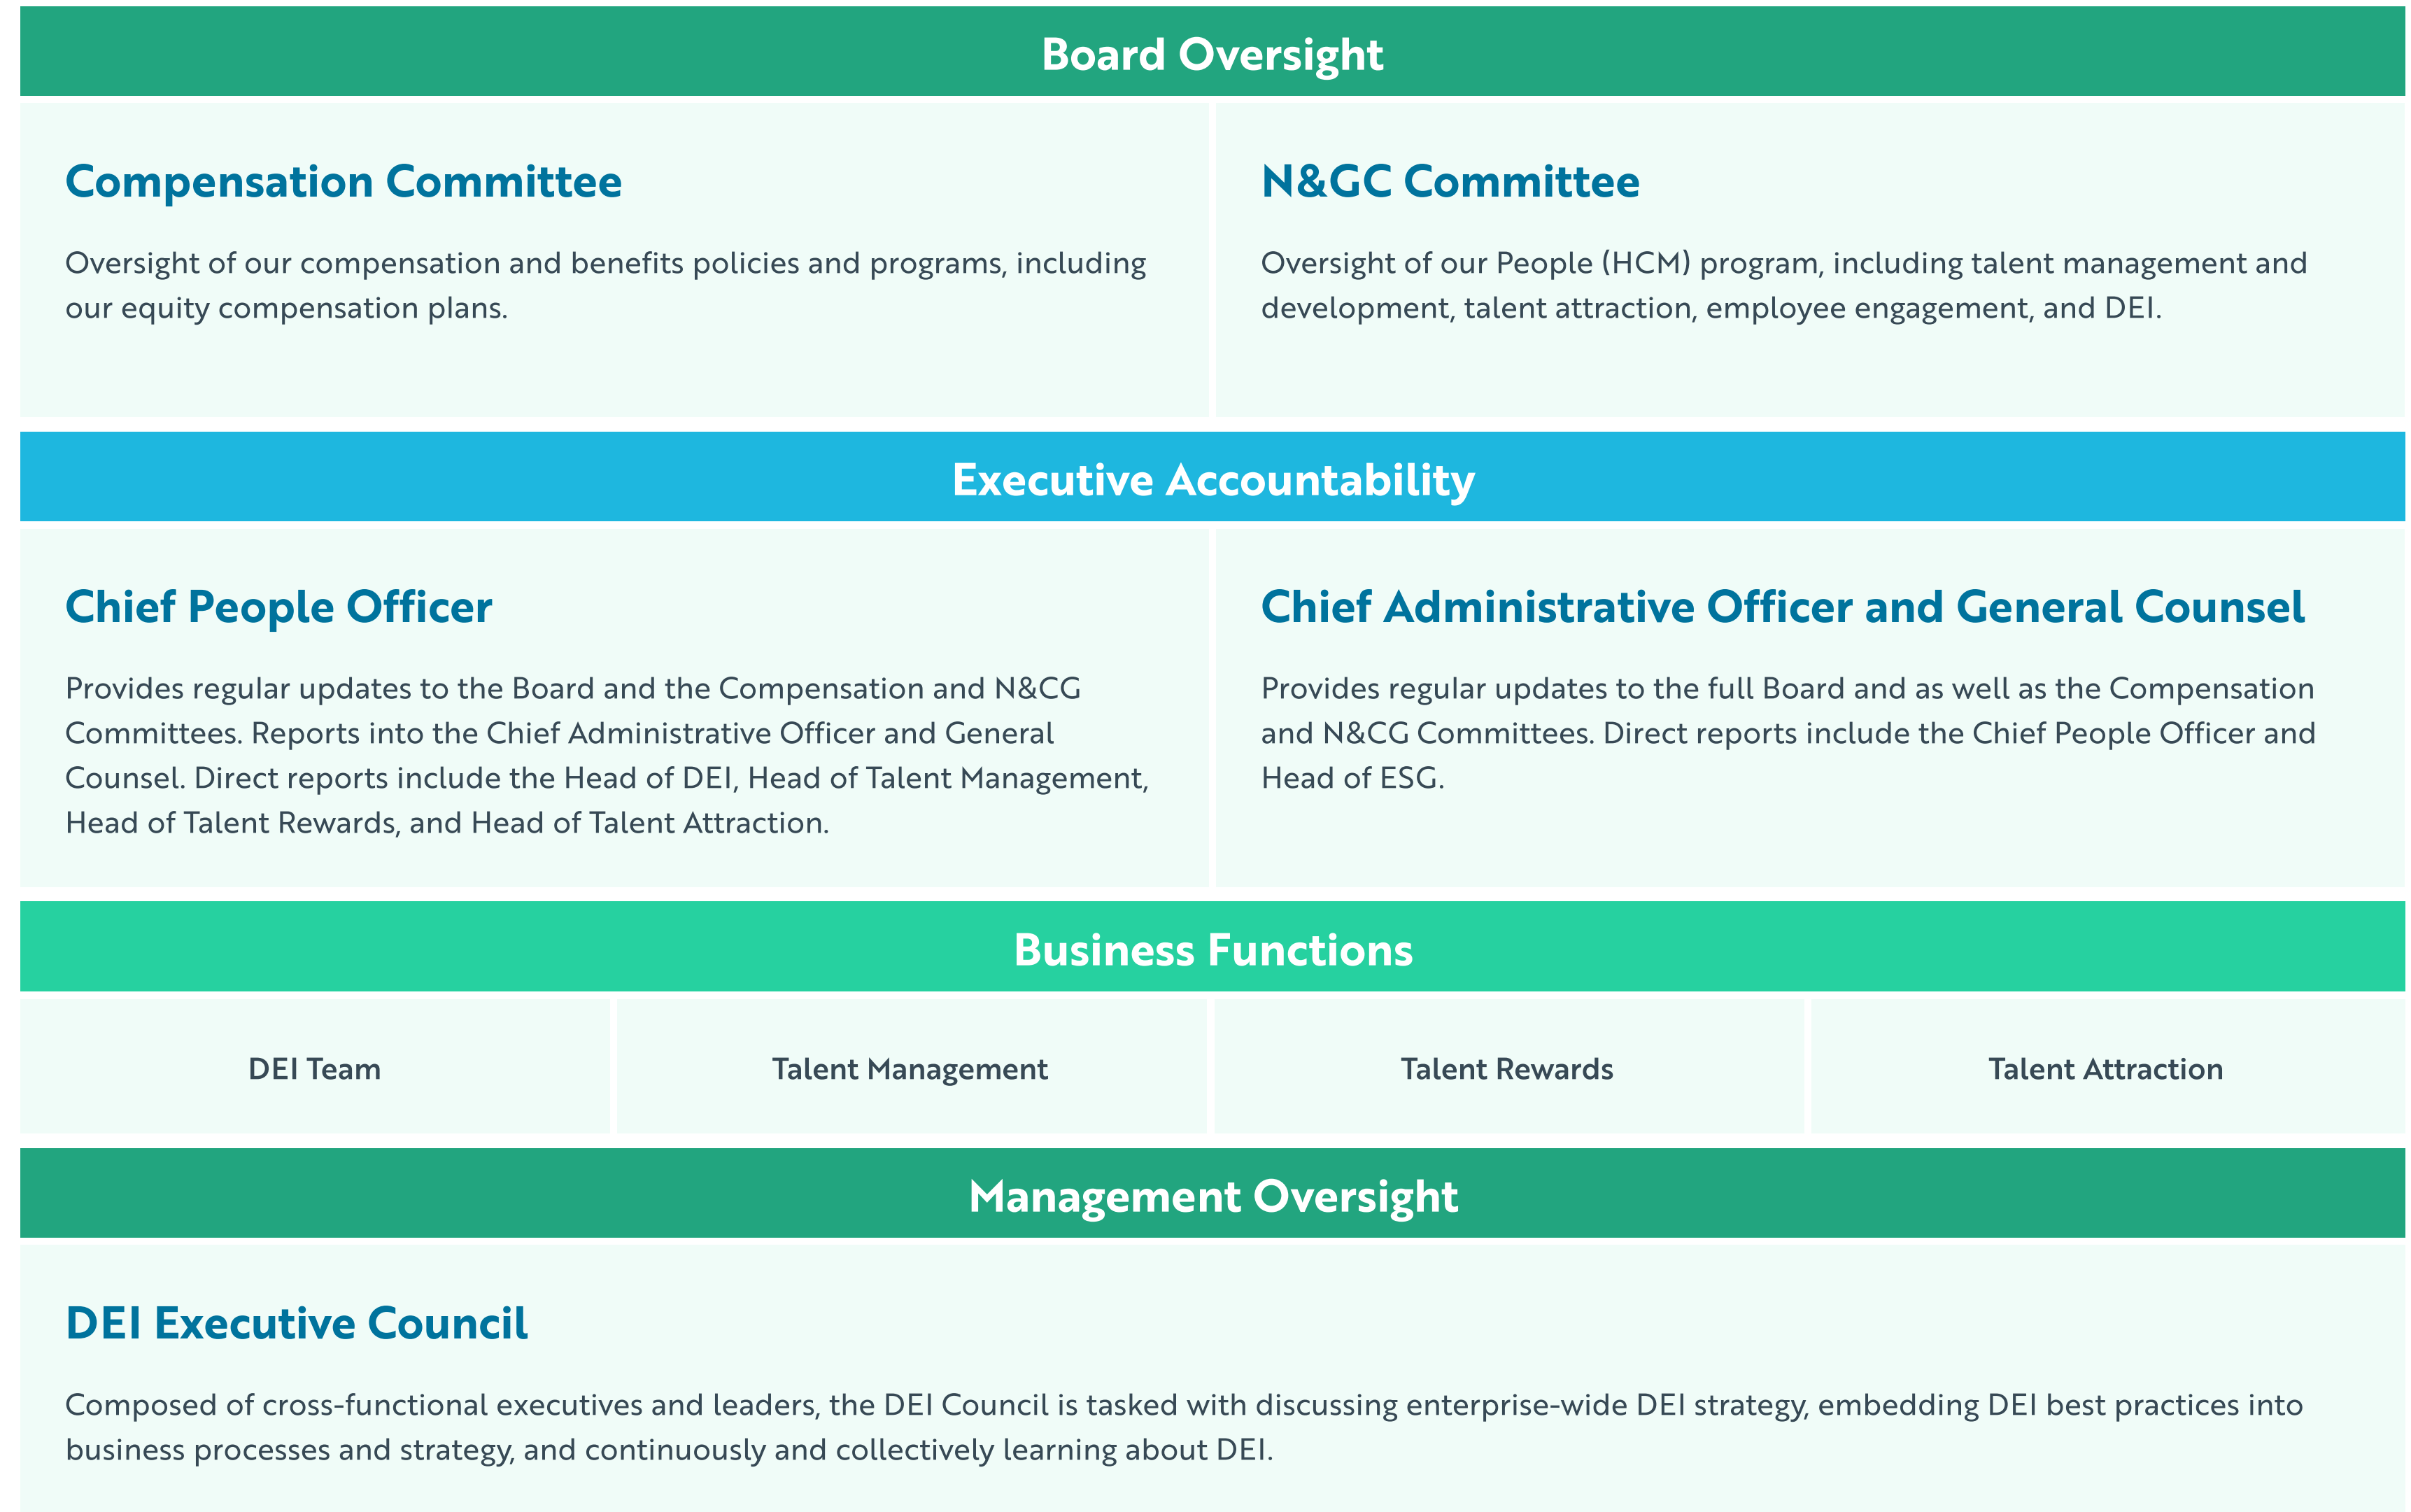 Board Oversight
Compensation Committee
Oversight of our compensation and benefits policies and programs, including
our equity compensation plans.
N&GC Committee
Oversight of our People (HCM) program, including talent management and
development, talent attraction, employee engagement, and DEI.
Executive Accountability
Chief People Officer
Provides regular updates to the Board and the Compensation and N&CG
Committees. Reports into the Chief Administrative Officer and General
Counsel. Direct reports include the Head of DEI, Head of Talent Management,
Head of Talent Rewards, and Head of Talent Attraction.
Chief Administrative Officer and General Counsel
Provides regular updates to the full Board and as well as the Compensation
and N&CG Committees. Direct reports include the Chief People Officer and
Head of ESG.
Business Functions
DEI Team
Talent Management
Talent Rewards
Talent Attraction
Management Oversight
DEI Executive Council
Composed of cross-functional executives and leaders, the DEI Council is tasked with discussing enterprise-wide DEI strategy, embedding DEI best practices into
business processes and strategy, and continuously and collectively learning about DEI.